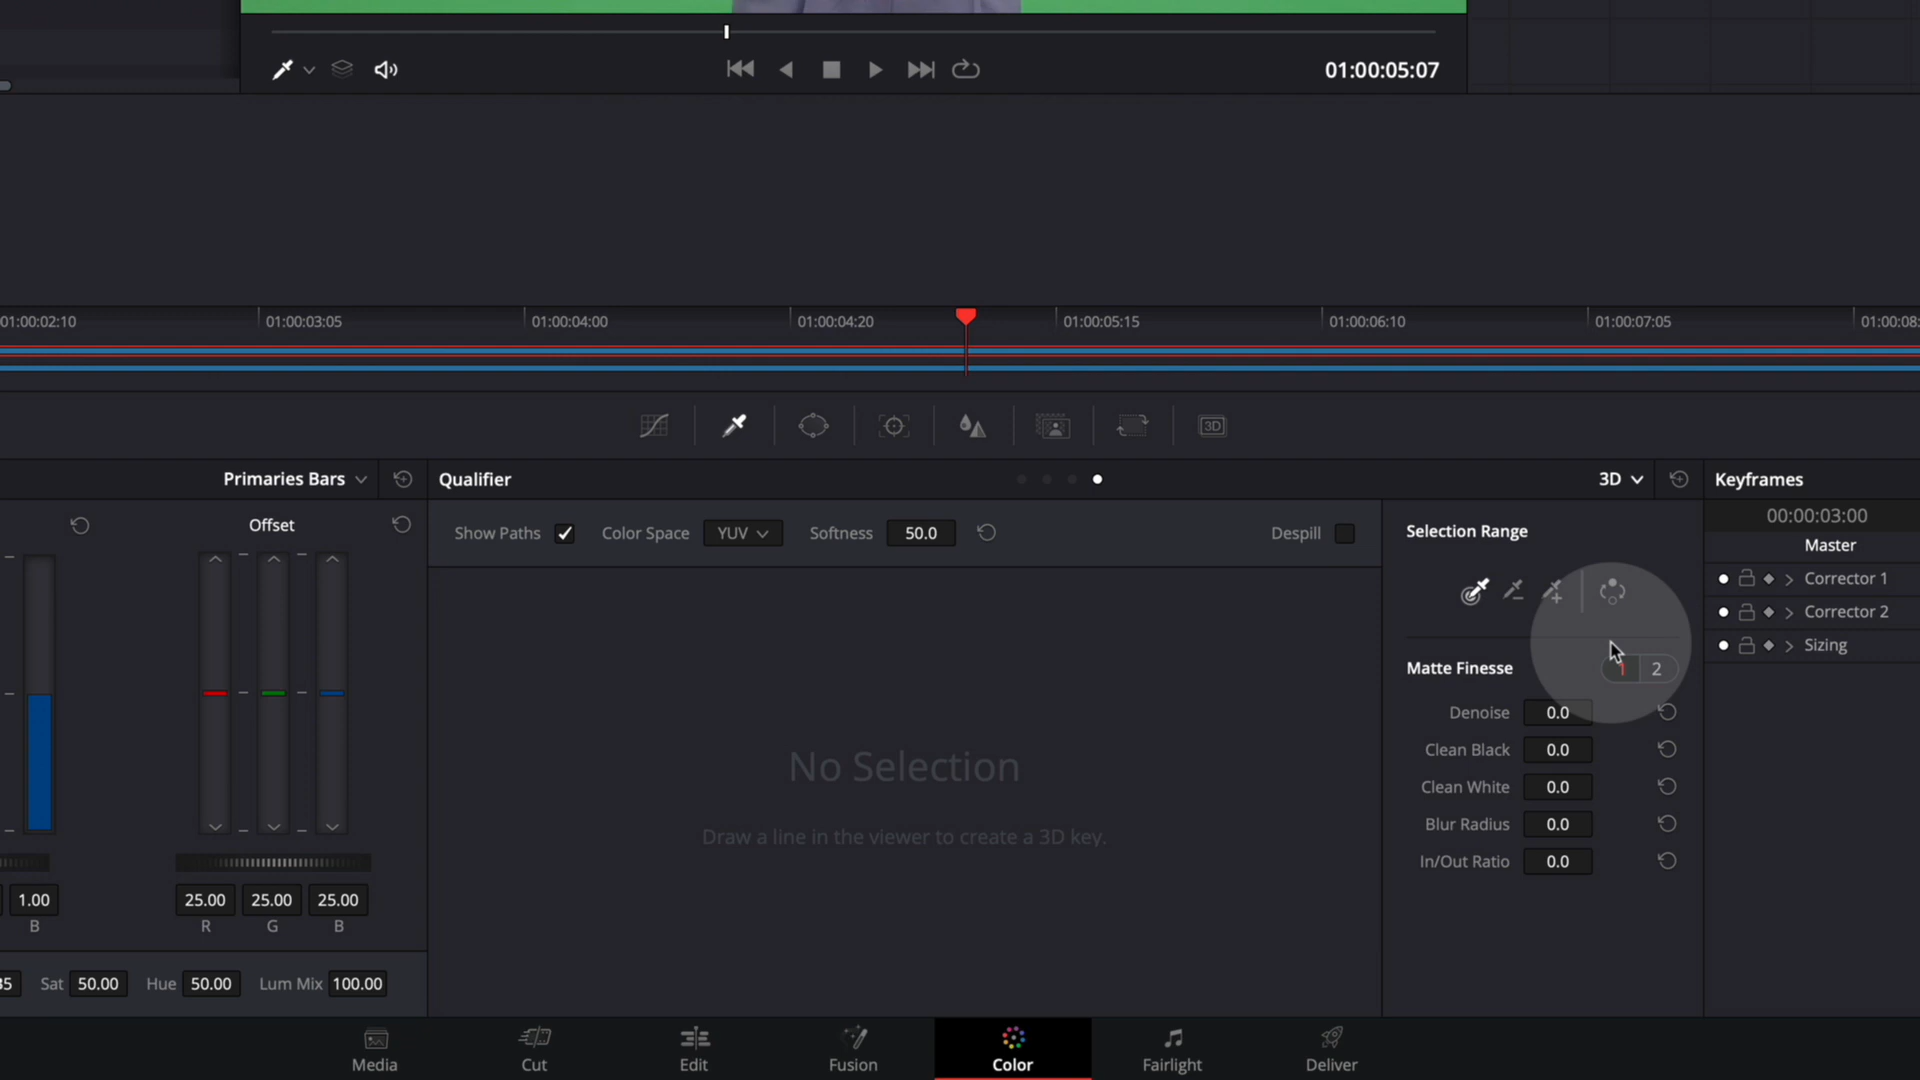 01:00:05:07
01:00:02:10 01:00:03:05 01:00:04:00 01:00:04:20 01:00:05:15 01:00:06:10 01:00:07:05 01:00:08:
3D
Primaries Bars
Qualifier
3D
Keyframes
Offset
Show Paths Color Space YUV Softness 50.0 Despill
Selection Range
00:00:03:00
Master
Corrector 1
Corrector 2
Sizing
Matte Finesse 1 2
Denoise 0.0
Clean Black 0.0
Clean White 0.0
Blur Radius 0.0
In/Out Ratio 0.0
No Selection
Draw a line in the viewer to create a 3D key.
1.00 25.00 25.00 25.00
B R G B
35 Sat 50.00 Hue 50.00 Lum Mix 100.00
Media Cut Edit Fusion Color Fairlight Deliver